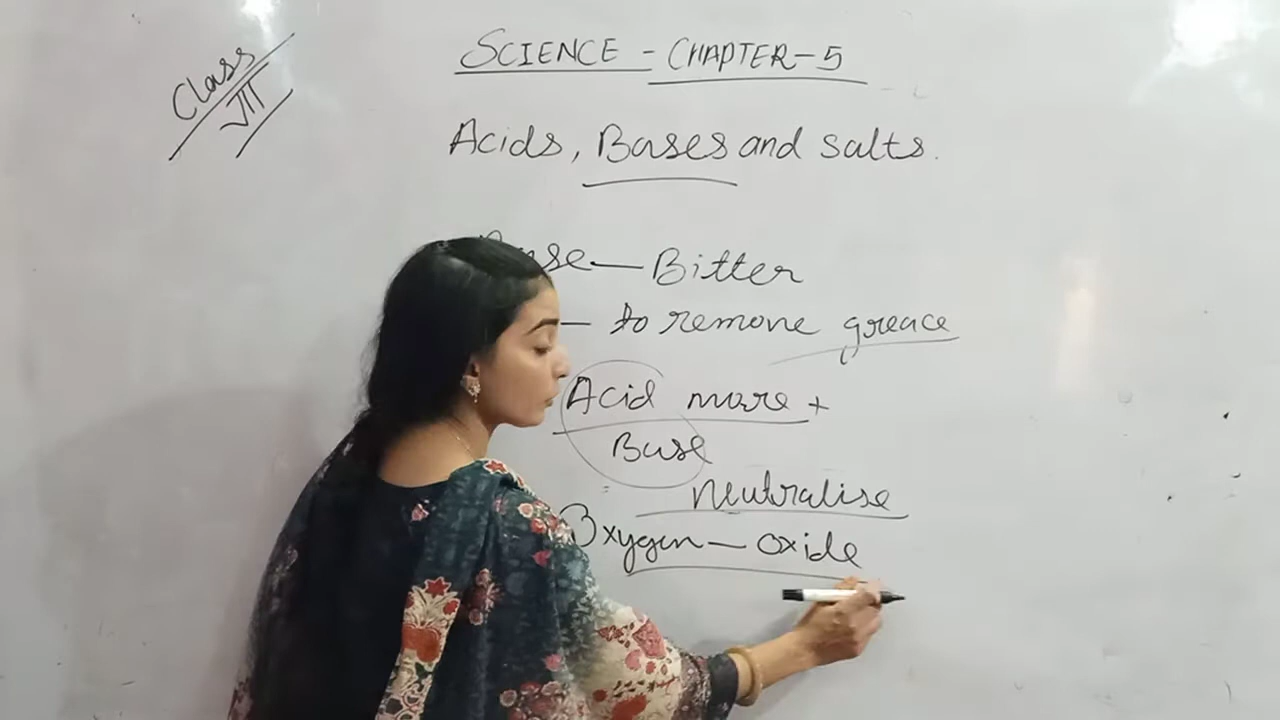 Class
VII
SCIENCE - CHAPTER-5
Acids, Bases and salts.
Base — Bitter
— to remove greace
Acid more +
Base
Neutralise
Oxygen — oxide